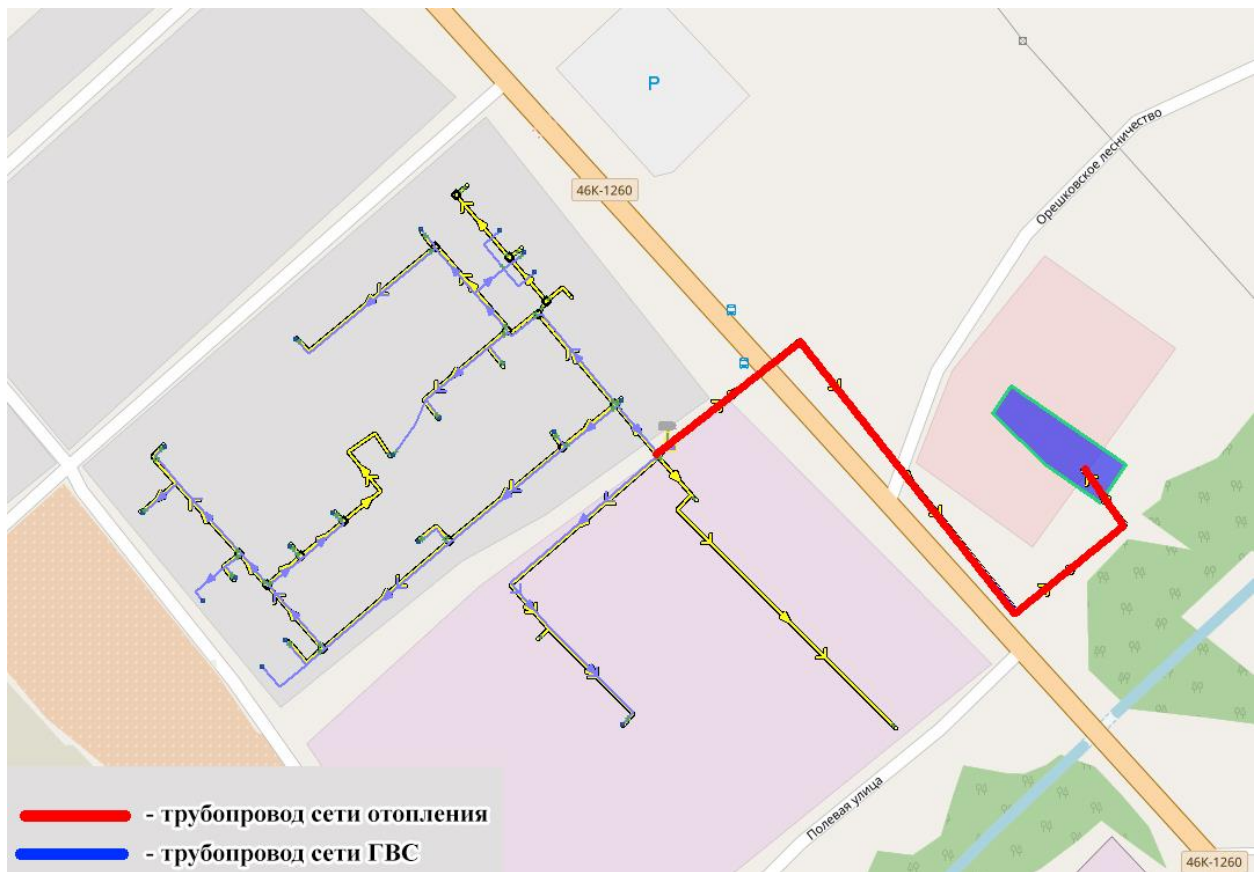 P
Орешковское лесничество
46К-1260
Полевая улица
- трубопровод сети отопления
- трубопровод сети ГВС
46К-1260